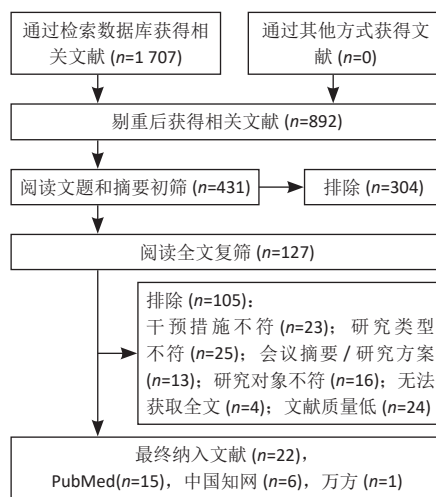 通过检索数据库获得相
关文献 (n=1 707)
通过其他方式获得文
献 (n=0)
剔重后获得相关文献 (n=892)
阅读文题和摘要初筛 (n=431)
排除 (n=304)
阅读全文复筛 (n=127)
排除 (n=105)：
干预措施不符 (n=23)；研究类型
不符 (n=25)；会议摘要 / 研究方案
(n=13)；研究对象不符 (n=16)；无法
获取全文 (n=4)；文献质量低 (n=24)
最终纳入文献 (n=22)，
PubMed(n=15)，中国知网 (n=6)，万方 (n=1)